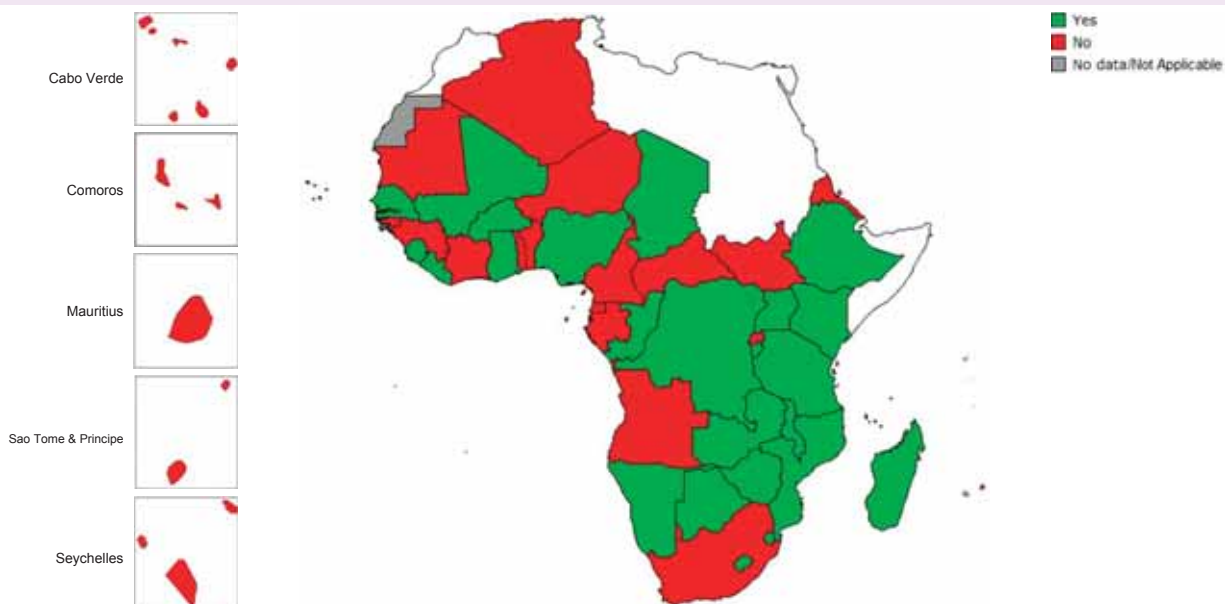 Yes
No
No data/Not Applicable
Cabo Verde
Comoros
Mauritius
Sao Tome & Principe
Seychelles